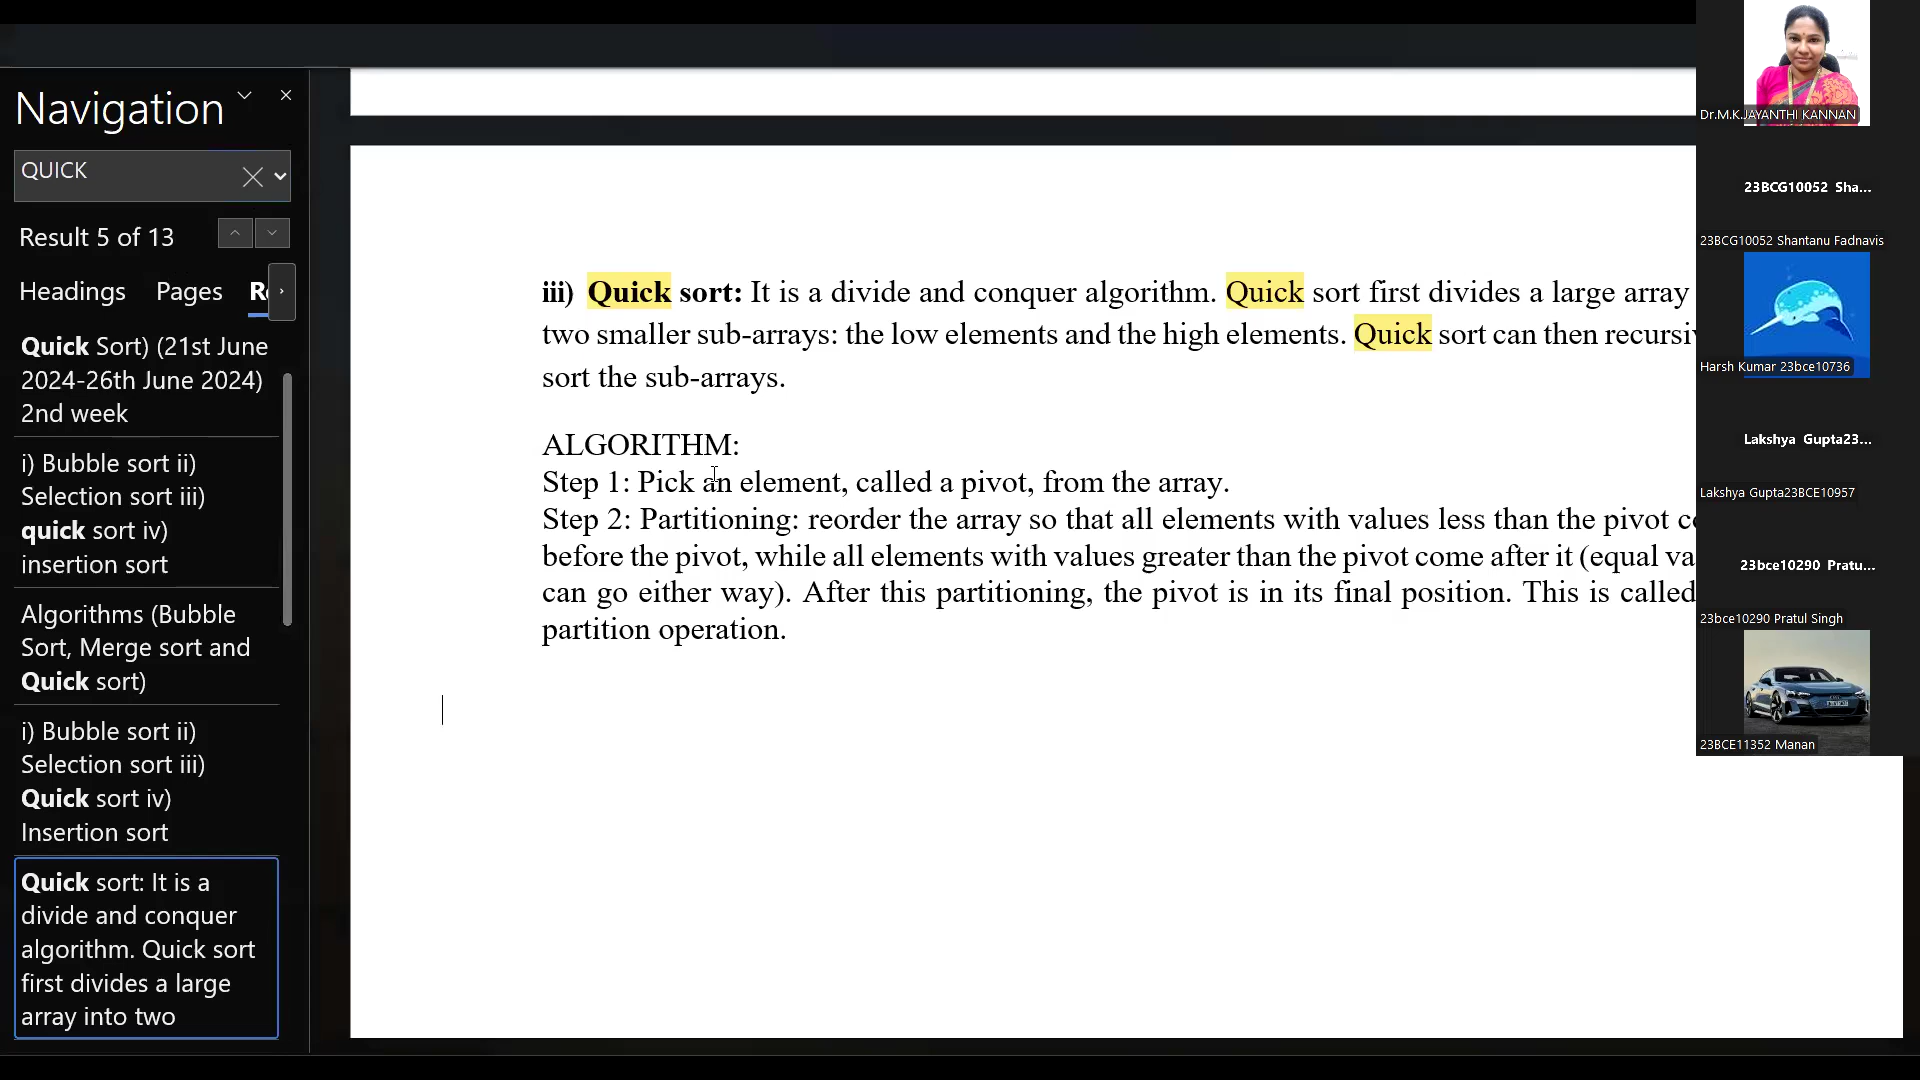 Navigation
QUICK
Result 5 of 13
Headings Pages
Quick Sort) (21st June
2024-26th June 2024)
2nd week
i) Bubble sort ii)
Selection sort iii)
quick sort iv)
insertion sort
Algorithms (Bubble
Sort, Merge sort and
Quick sort)
i) Bubble sort ii)
Selection sort iii)
Quick sort iv)
Insertion sort
Quick sort: It is a
divide and conquer
algorithm. Quick sort
first divides a large
array into two
iii) Quick sort: It is a divide and conquer algorithm. Quick sort first divides a large array
two smaller sub-arrays: the low elements and the high elements. Quick sort can then
sort the sub-arrays.
ALGORITHM:
Step 1: Pick an element, called a pivot, from the array.
Step 2: Partitioning: reorder the array so that all elements with values less than the pivot
before the pivot, while all elements with values greater than the pivot come after it (equal
can go either way). After this partitioning, the pivot is in its final position. This is called
partition operation.
Dr.M.K.JAYANTHI KANNAN
23BCG10052 Sha...
23BCG10052 Shantanu Fadnavis
Harsh Kumar 23bce10736
Lakshya Gupta23...
Lakshya Gupta23BCE10957
23bce10290 Pratu...
23bce10290 Pratul Singh
23BCE11352 Manan